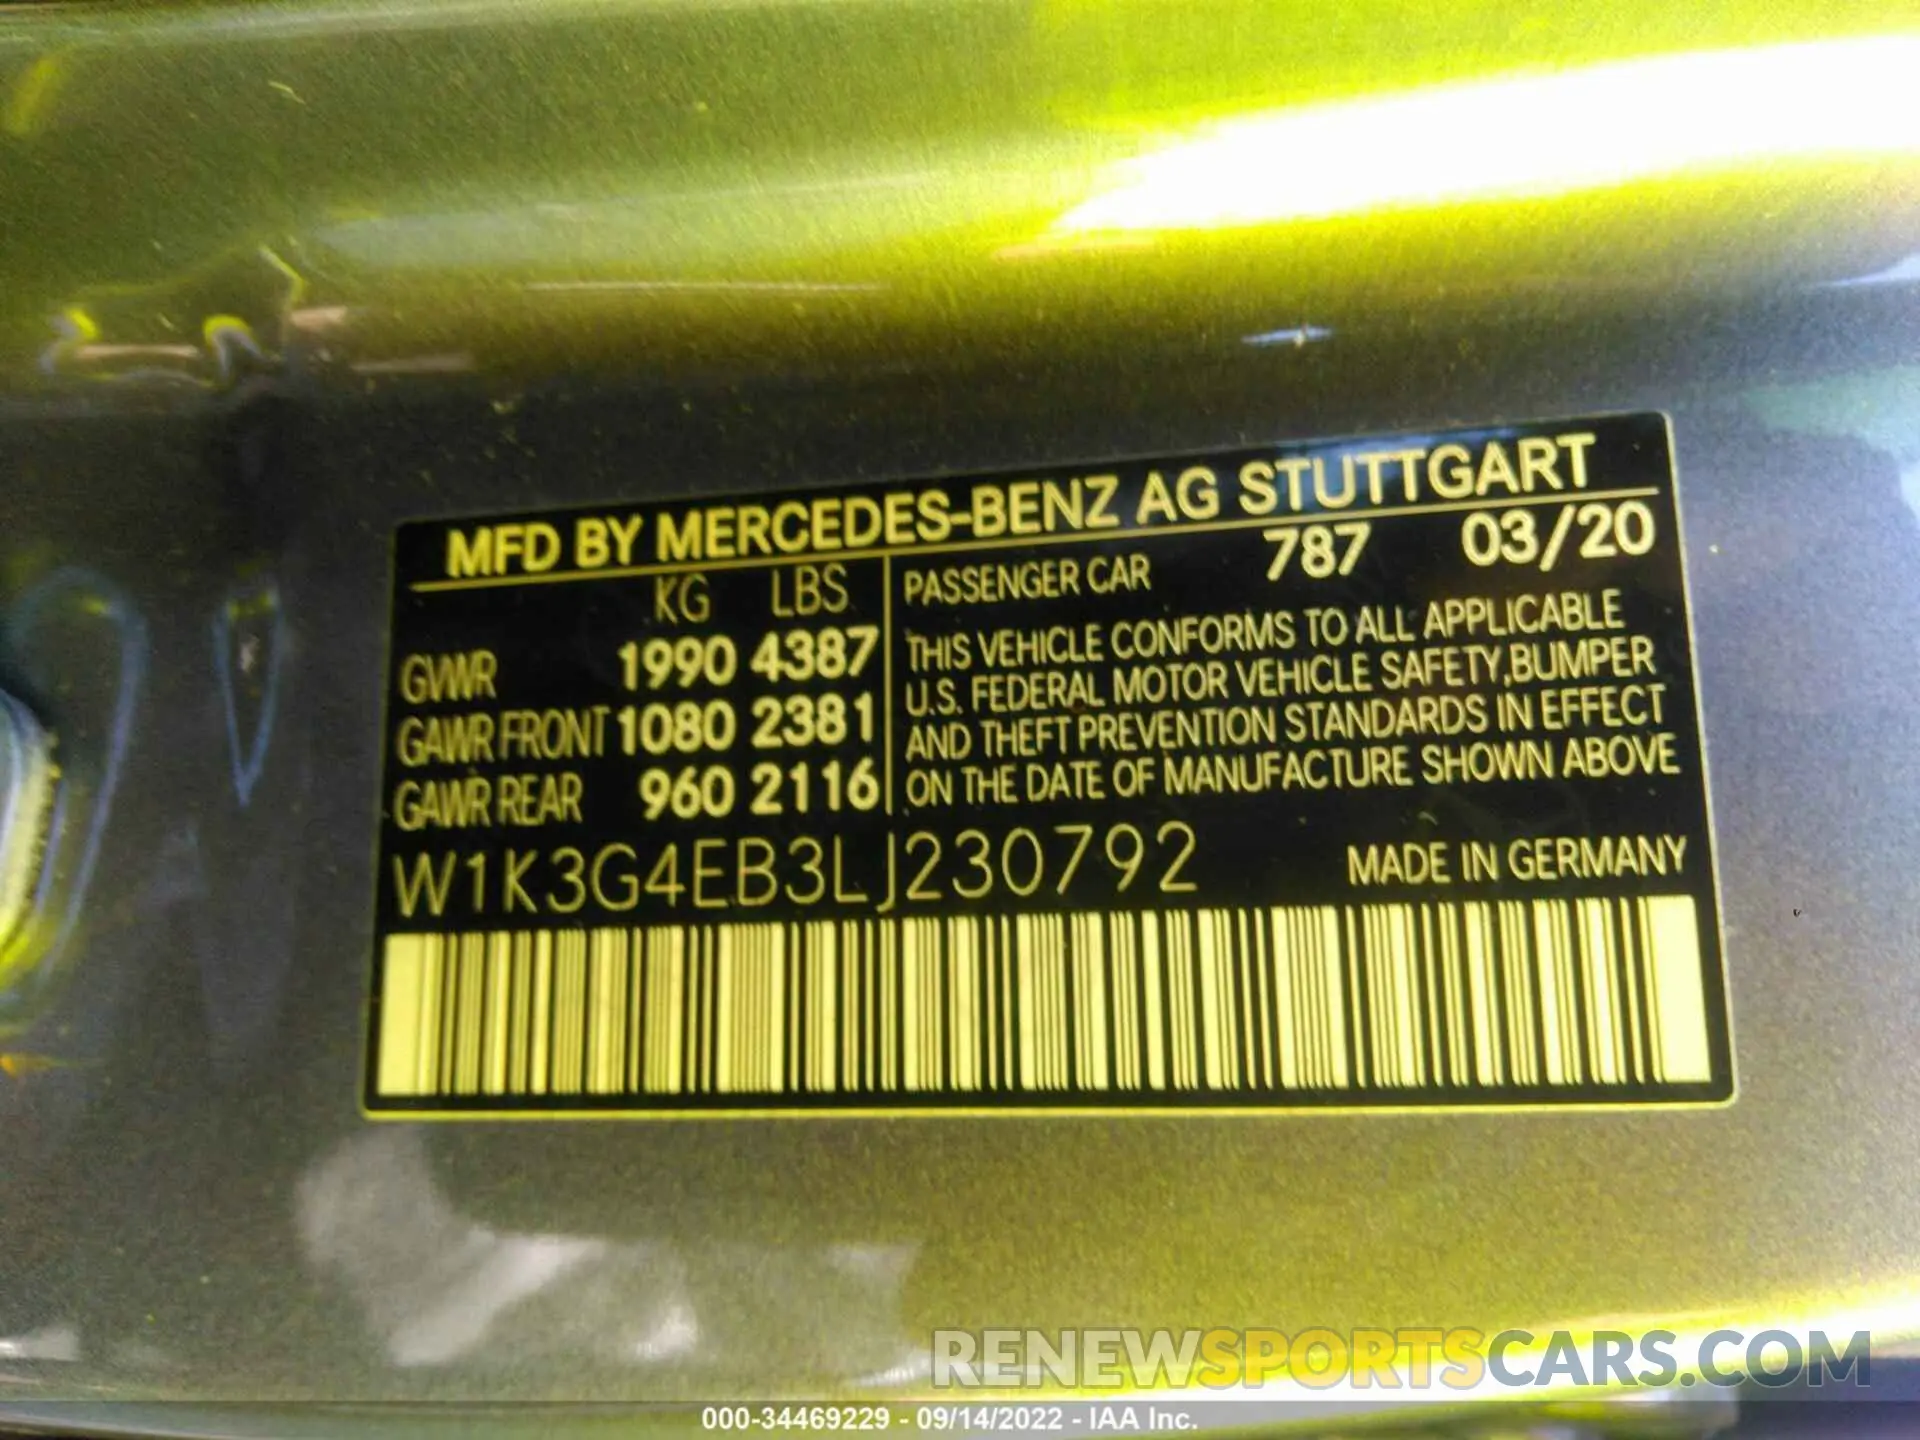 MFD BY MERCEDES-BENZ AG STUTTGART
KG LBS
GVWR 1990 4387
GAWR FRONT 1080 2381
GAWR REAR 960 2116
PASSENGER CAR 787 03/20
THIS VEHICLE CONFORMS TO ALL APPLICABLE
U.S. FEDERAL MOTOR VEHICLE SAFETY,BUMPER
AND THEFT PREVENTION STANDARDS IN EFFECT
ON THE DATE OF MANUFACTURE SHOWN ABOVE
W1K3G4EB3LJ230792 MADE IN GERMANY
RENEWSPORTSCARS.COM
000-34469229 - 09/14/2022 - IAA Inc.